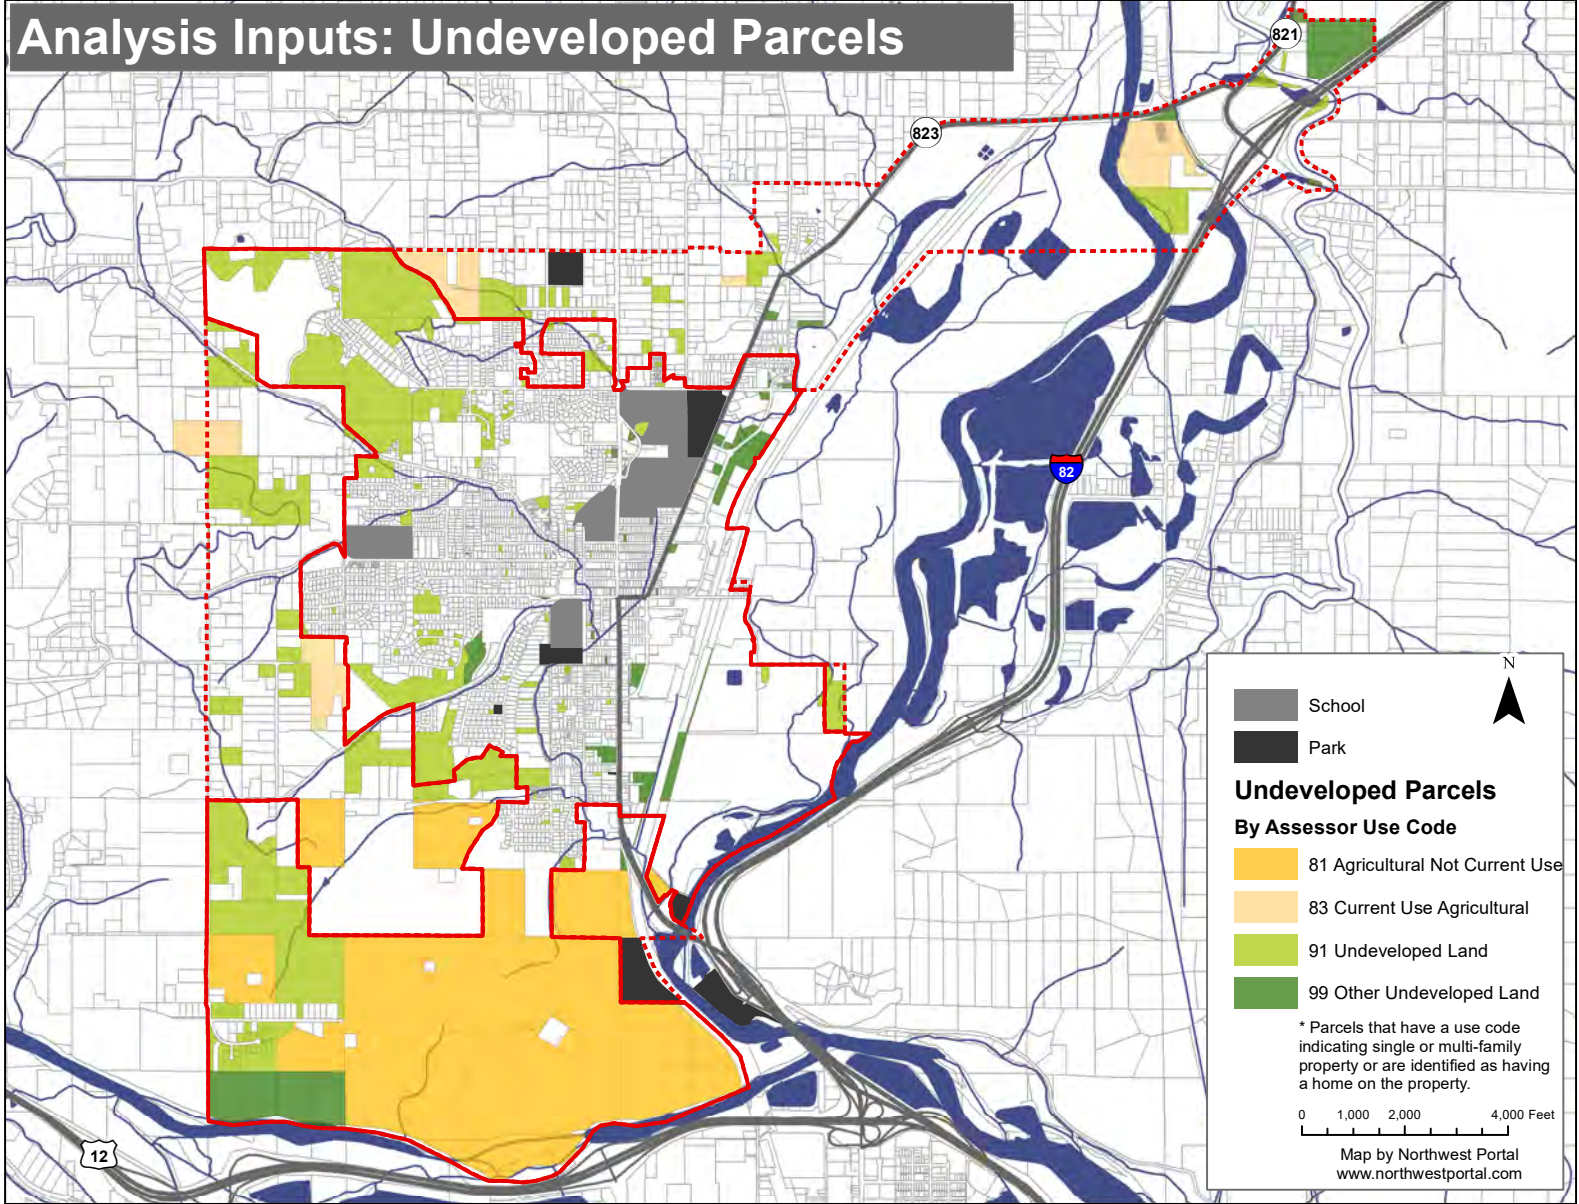 Analysis Inputs: Undeveloped Parcels
821
823
82
12
N
School
Park
Undeveloped Parcels
By Assessor Use Code
81 Agricultural Not Current Use
83 Current Use Agricultural
91 Undeveloped Land
99 Other Undeveloped Land
* Parcels that have a use code
indicating single or multi-family
property or are identified as having
a home on the property.
0 1,000 2,000 4,000 Feet
Map by Northwest Portal
www.northwestportal.com